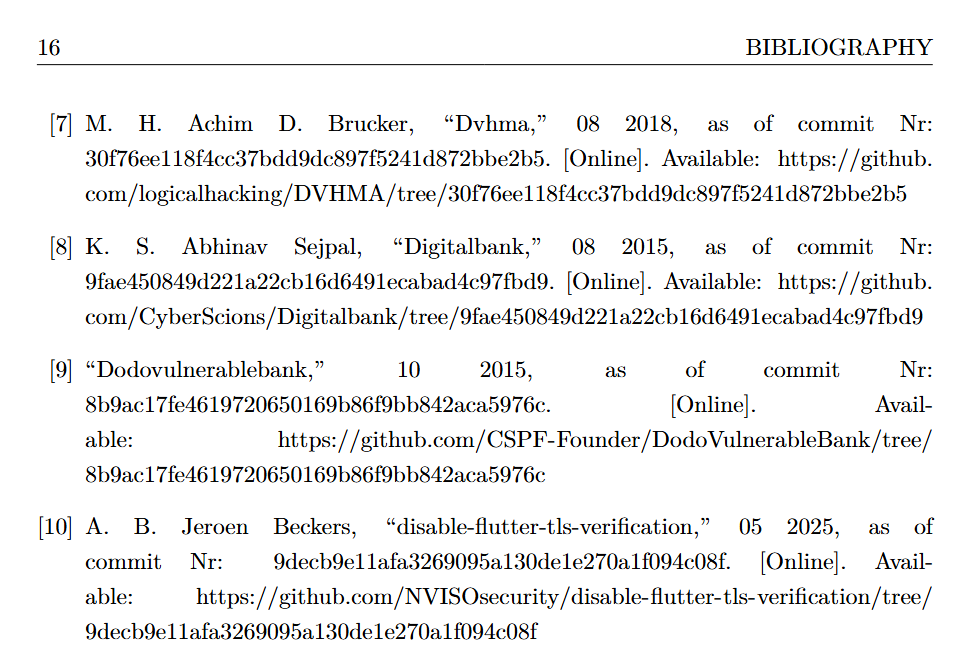 16 BIBLIOGRAPHY
[7] M. H. Achim D. Brucker, “Dvhma,” 08 2018, as of commit Nr:
30f76ee118f4cc37bdd9dc897f5241d872bbe2b5. [Online]. Available: https://github.
com/logicalhacking/DVHMA/tree/30f76ee118f4cc37bdd9dc897f5241d872bbe2b5
[8] K. S. Abhinav Sejpal, “Digitalbank,” 08 2015, as of commit Nr:
9fae450849d221a22cb16d6491ecabad4c97fbd9. [Online]. Available: https://github.
com/CyberScions/Digitalbank/tree/9fae450849d221a22cb16d6491ecabad4c97fbd9
[9] “Dodovulnerablebank,” 10 2015, as of commit Nr:
8b9ac17fe4619720650169b86f9bb842aca5976c. [Online]. Avail-
able: https://github.com/CSPF-Founder/DodoVulnerableBank/tree/
8b9ac17fe4619720650169b86f9bb842aca5976c
[10] A. B. Jeroen Beckers, “disable-flutter-tls-verification,” 05 2025, as of
commit Nr: 9decb9e11afa3269095a130de1e270a1f094c08f. [Online]. Avail-
able: https://github.com/NVISOsecurity/disable-flutter-tls-verification/tree/
9decb9e11afa3269095a130de1e270a1f094c08f